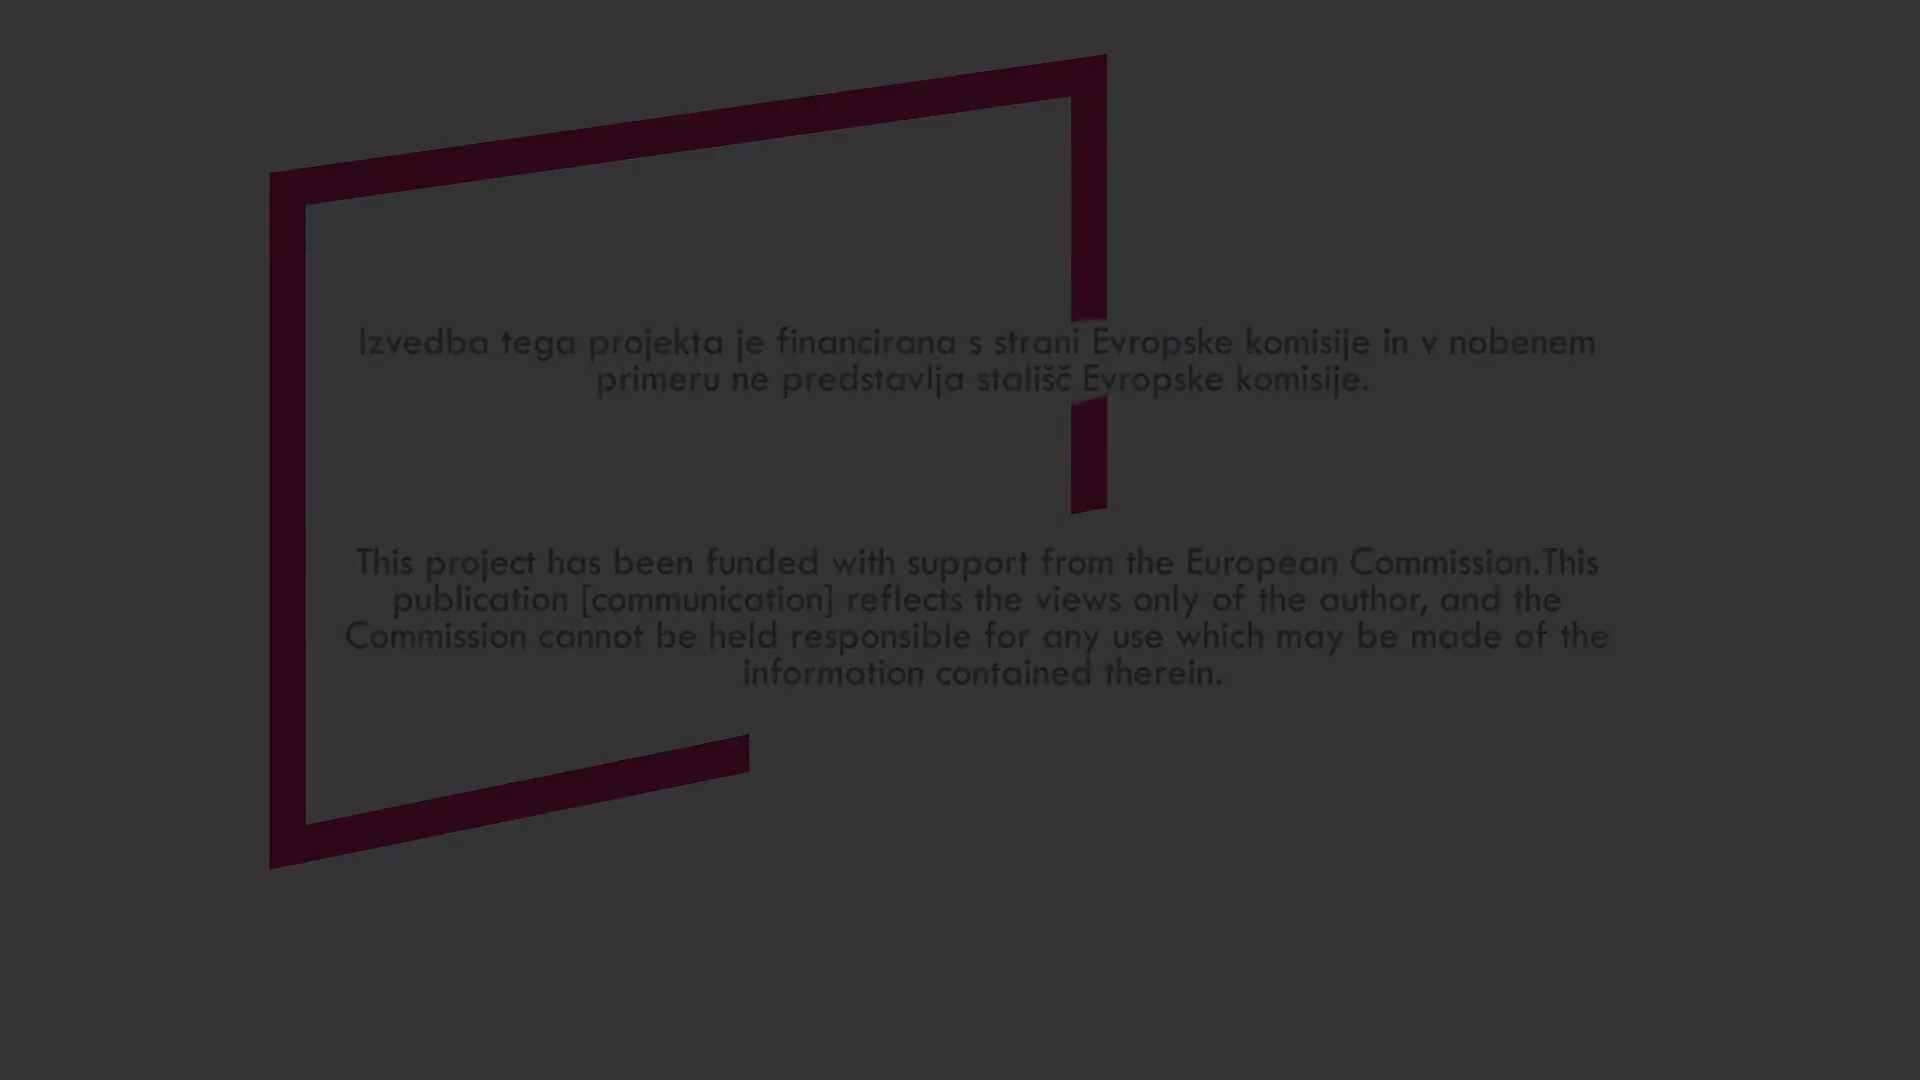 Izvedba tega projekta je financirana s strani Evropske komisije in v nobenem
primeru ne predstavlja stališč Evropske komisije.
This project has been funded with support from the European Commission.This
publication [communication] reflects the views only of the author, and the
Commission cannot be held responsible for any use which may be made of the
information contained therein.